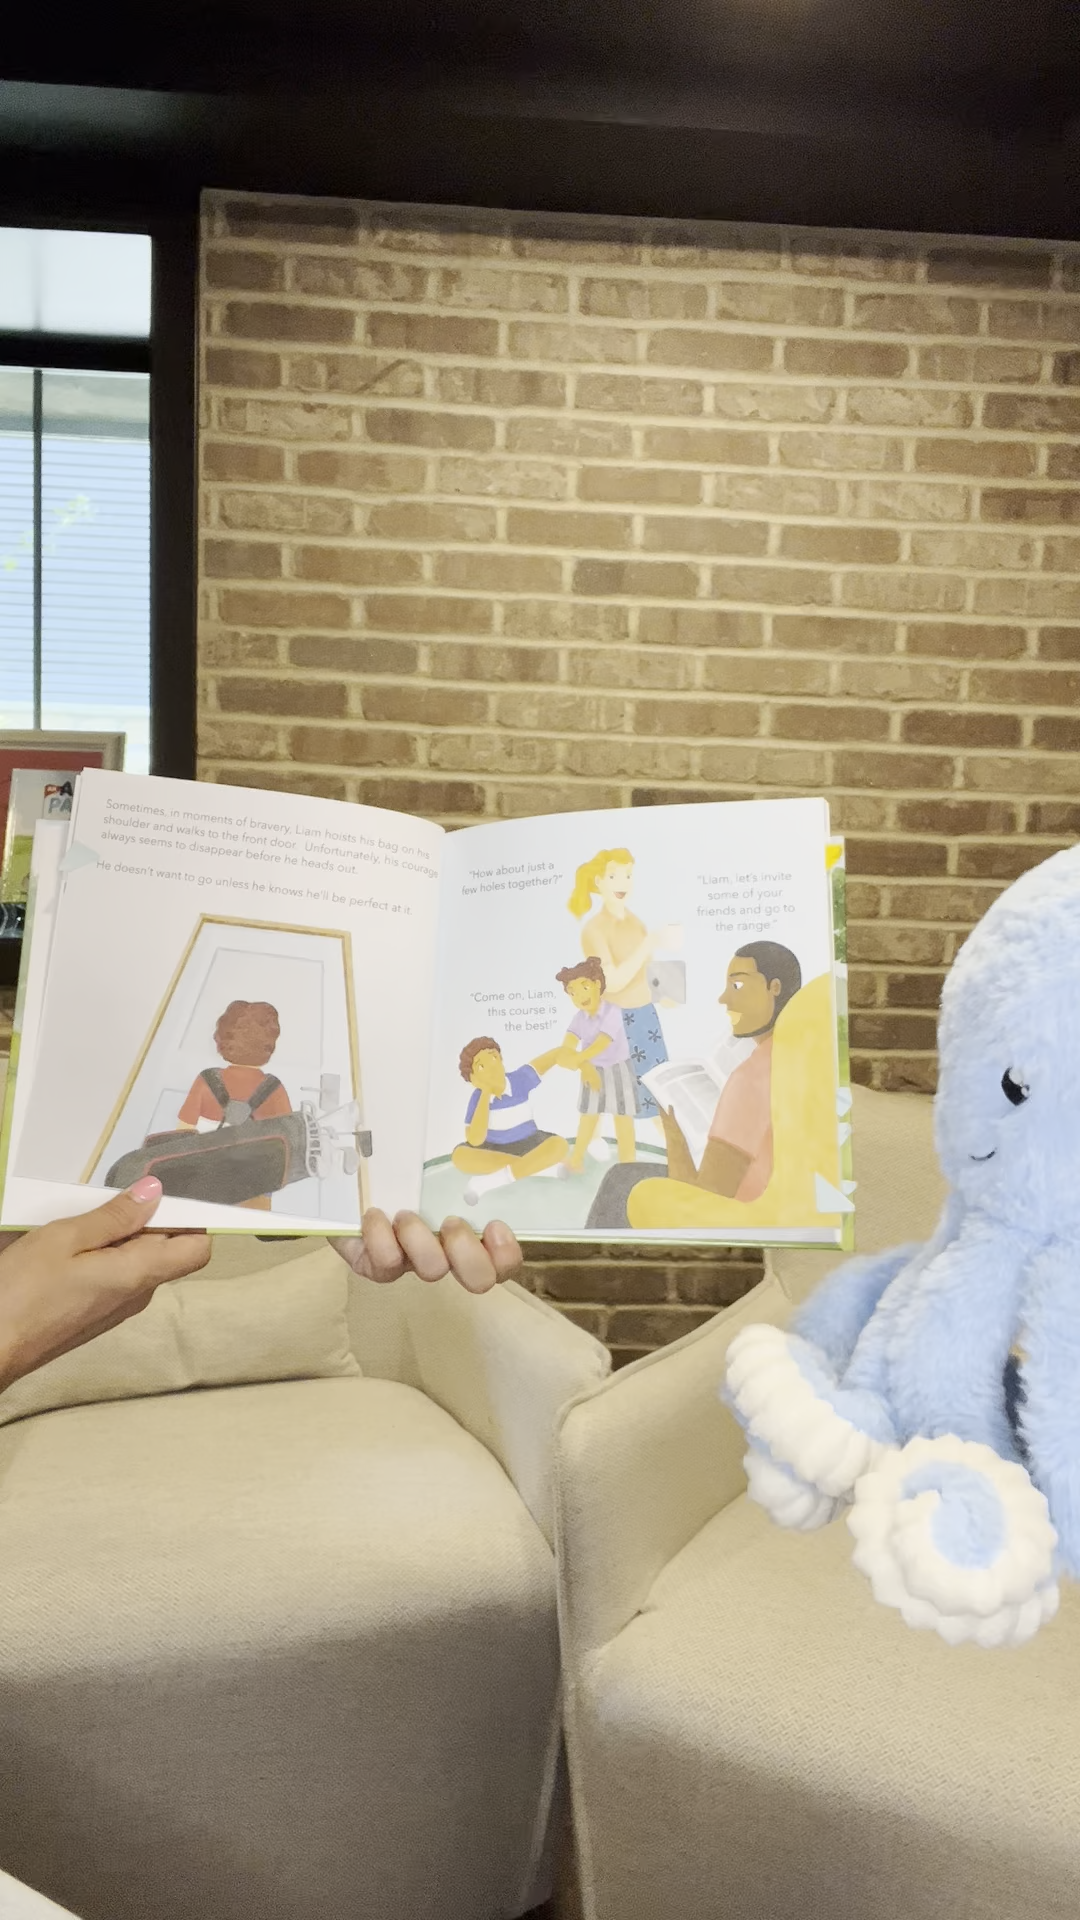 A
PA
Sometimes, in moments of bravery, Liam hoists his bag on his
shoulder and walks to the front door. Unfortunately, his courage
always seems to disappear before he heads out.
He doesn't want to go unless he knows he'll be perfect at it.
"How about just a
few holes together?"
"Liam, let's invite
some of your
friends and go to
the range."
"Come on, Liam,
this course is
the best!"